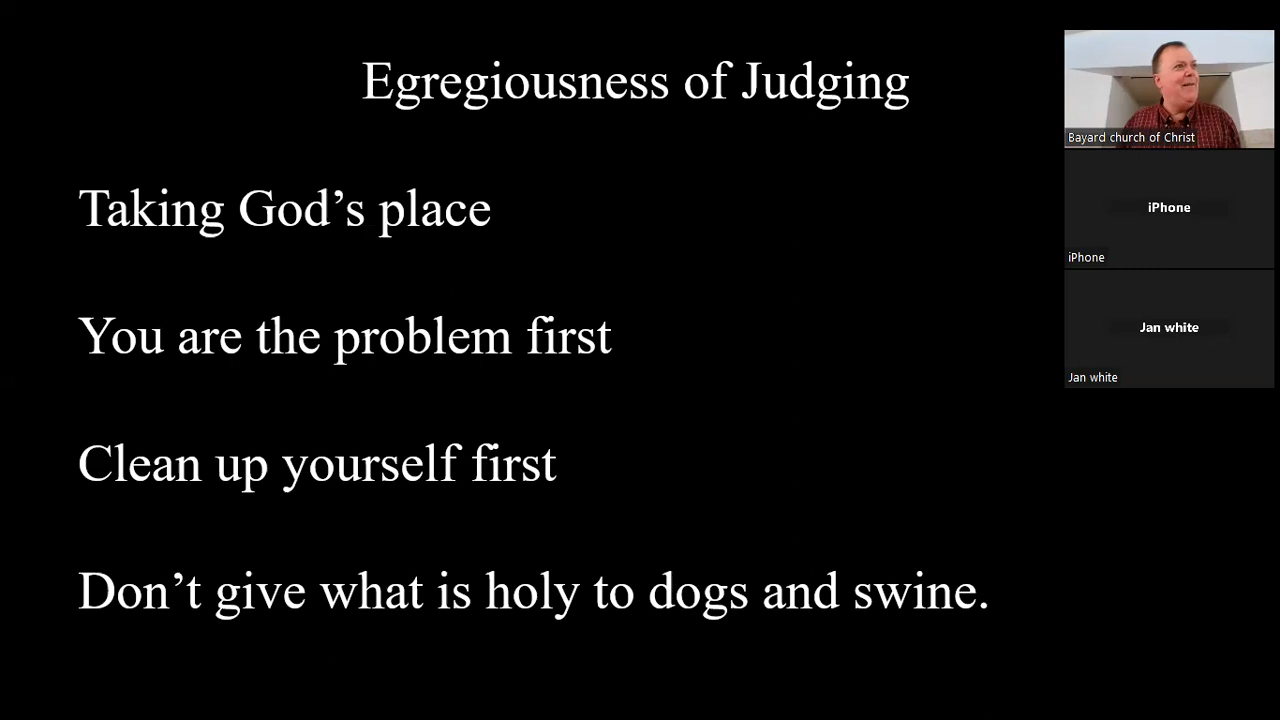 Egregiousness of Judging
Taking God’s place
You are the problem first
Clean up yourself first
Don’t give what is holy to dogs and swine.
Bayard church of Christ
iPhone
iPhone
Jan white
Jan white